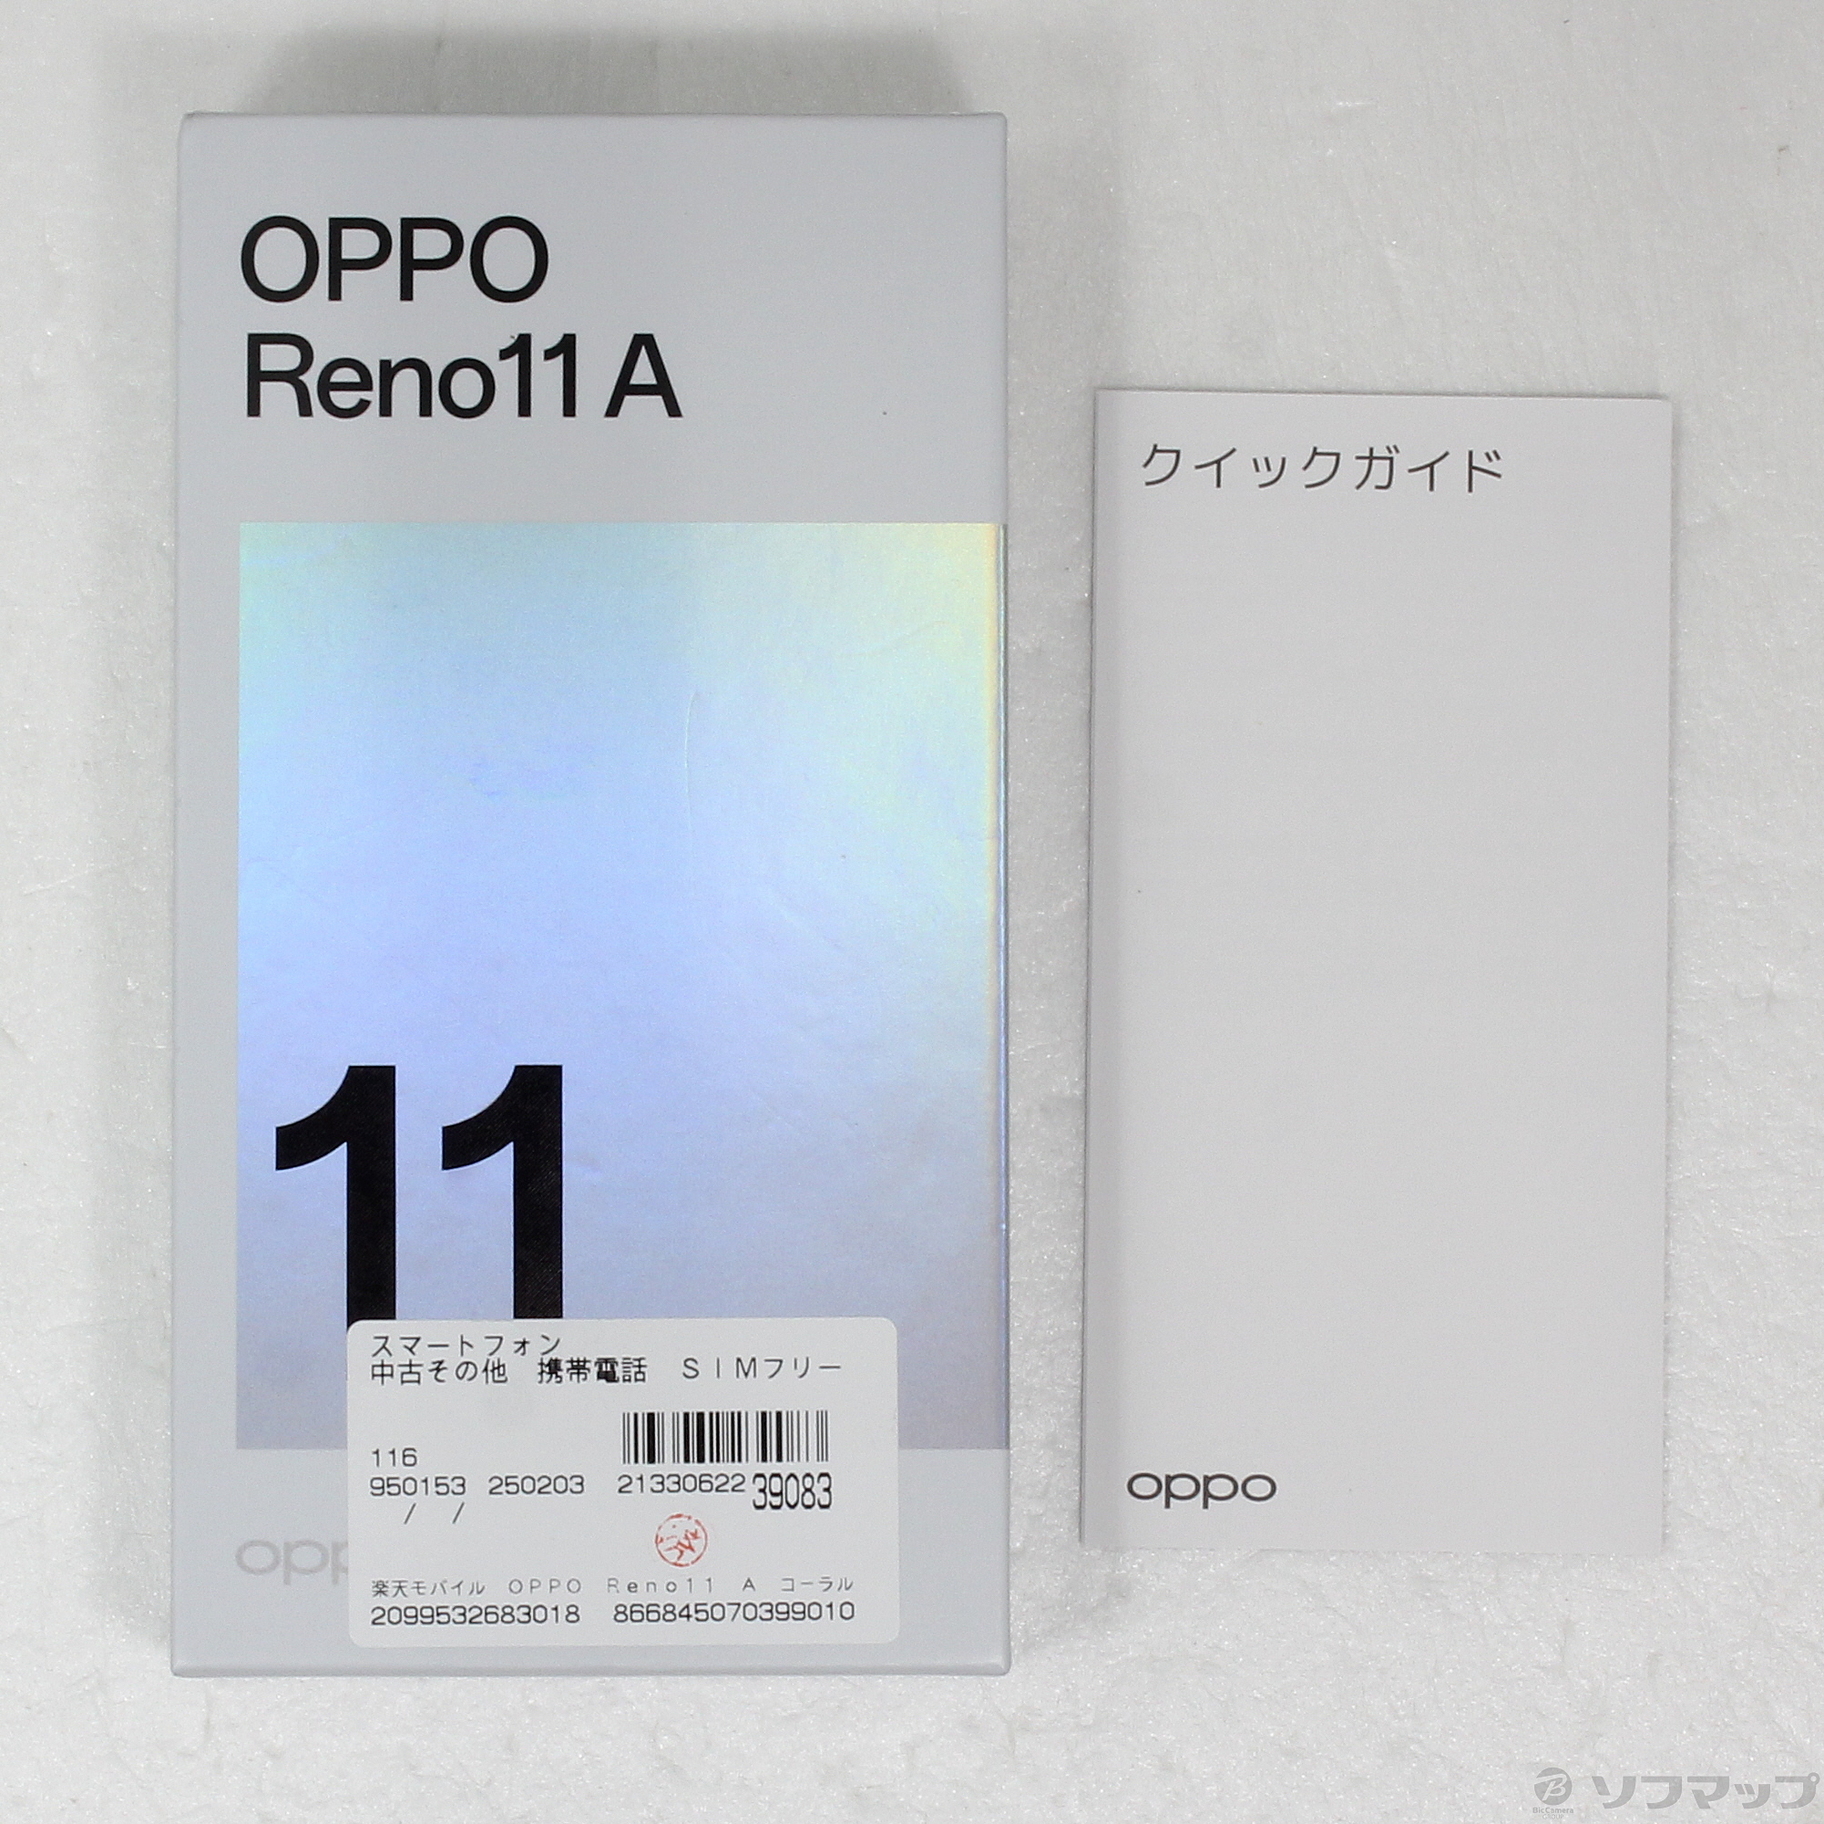 OPPO
Reno11 A
11
スマートフォン
中古その他　携帯電話　ＳＩＭフリー
116
950153 250203 21330622 39083
/ /
oppo
楽天モバイル　ＯＰＰＯ　Ｒｅｎｏ１１　Ａ　コーラル
2099532683018 866845070399010
クイックガイド
oppo
BicCamera GROUP
ソフマップ